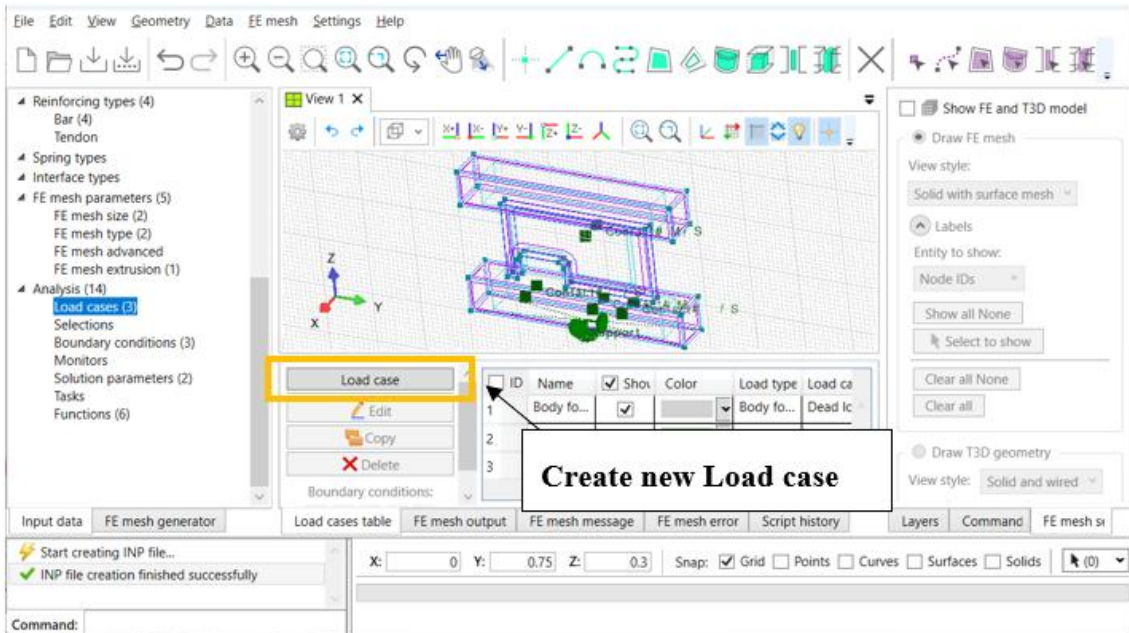 File Edit View Geometry Data FE mesh Settings Help
Reinforcing types (4)
Bar (4)
Tendon
Spring types
Interface types
FE mesh parameters (5)
FE mesh size (2)
FE mesh type (2)
FE mesh advanced
FE mesh extrusion (1)
Analysis (14)
Load cases (3)
Selections
Boundary conditions (3)
Monitors
Solution parameters (2)
Tasks
Functions (6)
Input data FE mesh generator
View 1
X+ X- Y+ Y- Z+ Z-
Z
Y
X
Load case
Edit
Copy
Delete
Boundary conditions:
ID Name Shov Color Load type Load ca
1 Body fo... Body fo... Dead lc
2
3
Create new Load case
Load cases table FE mesh output FE mesh message FE mesh error Script history
Show FE and T3D model
Draw FE mesh
View style:
Solid with surface mesh
Labels
Entity to show:
Node IDs
Show all None
Select to show
Clear all None
Clear all
Draw T3D geometry
View style: Solid and wired
Layers Command FE mesh se
Start creating INP file...
INP file creation finished successfully
Command:
X: 0 Y: 0.75 Z: 0.3 Snap: Grid Points Curves Surfaces Solids (0)